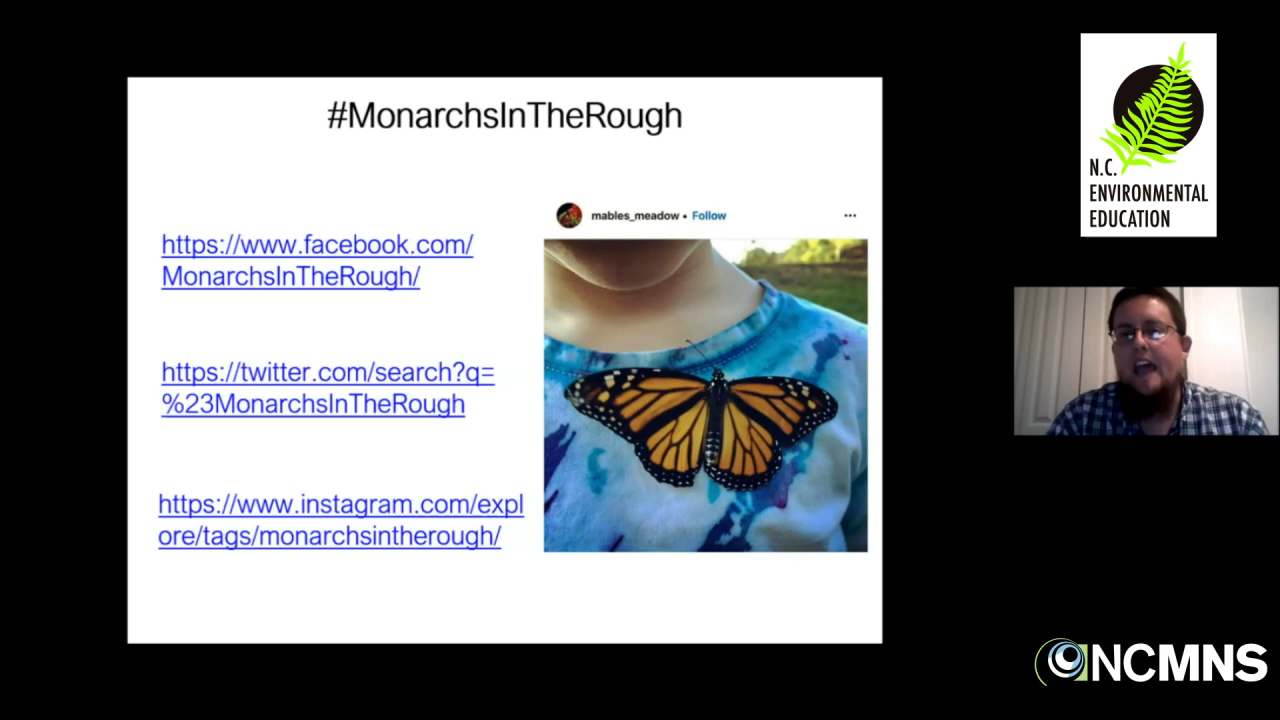 #MonarchsInTheRough
https://www.facebook.com/
MonarchsInTheRough/
https://twitter.com/search?q=
%23MonarchsInTheRough
https://www.instagram.com/expl
ore/tags/monarchsintherough/
mables_meadow • Follow
N.C.
ENVIRONMENTAL
EDUCATION
NCMNS